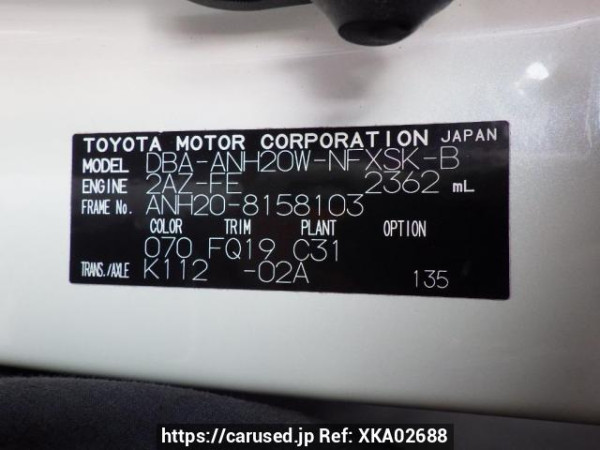 TOYOTA MOTOR CORPORATION JAPAN
MODEL DBA-ANH20W-NFXSK-B
ENGINE 2AZ-FE 2362 mL
FRAME No. ANH20-8158103
COLOR TRIM PLANT OPTION
070 FQ19 C31
TRANS./AXLE K112 -02A 135
https://carused.jp Ref: XKA02688